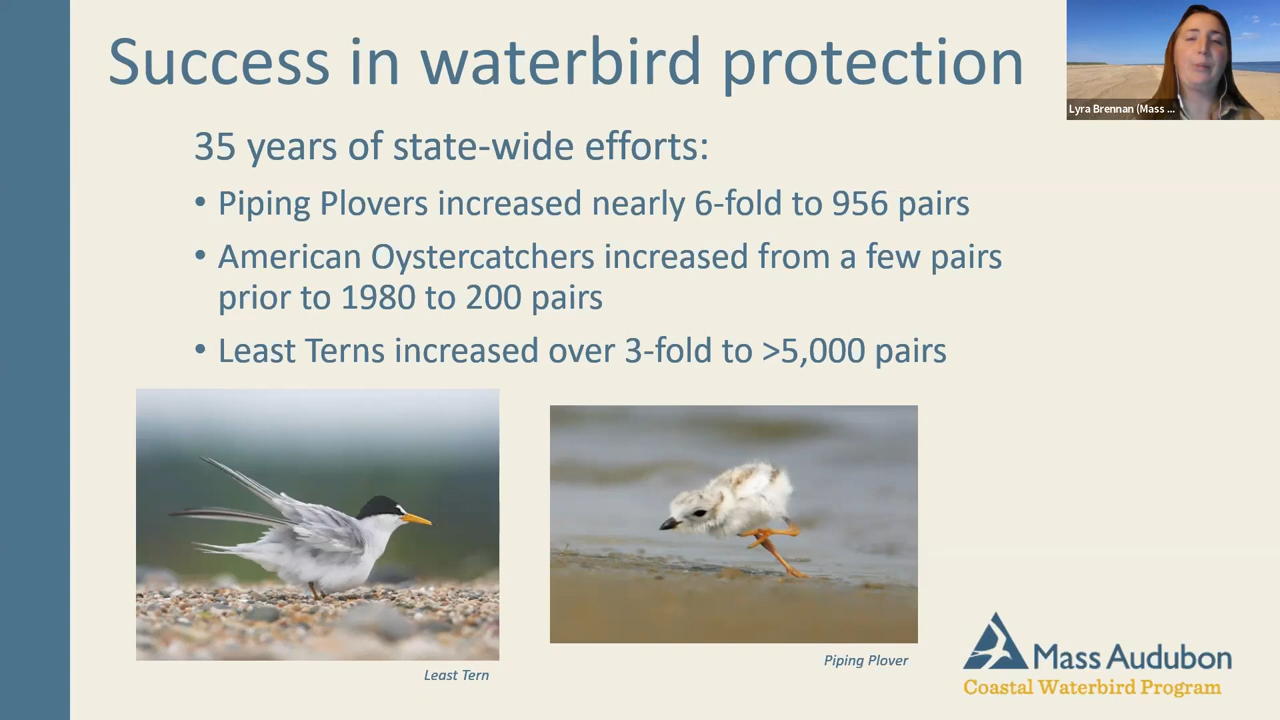 Success in waterbird protection
Lyra Brennan (Mass ...
35 years of state-wide efforts:
• Piping Plovers increased nearly 6-fold to 956 pairs
• American Oystercatchers increased from a few pairs
prior to 1980 to 200 pairs
• Least Terns increased over 3-fold to >5,000 pairs
Least Tern
Piping Plover
Mass Audubon
Coastal Waterbird Program